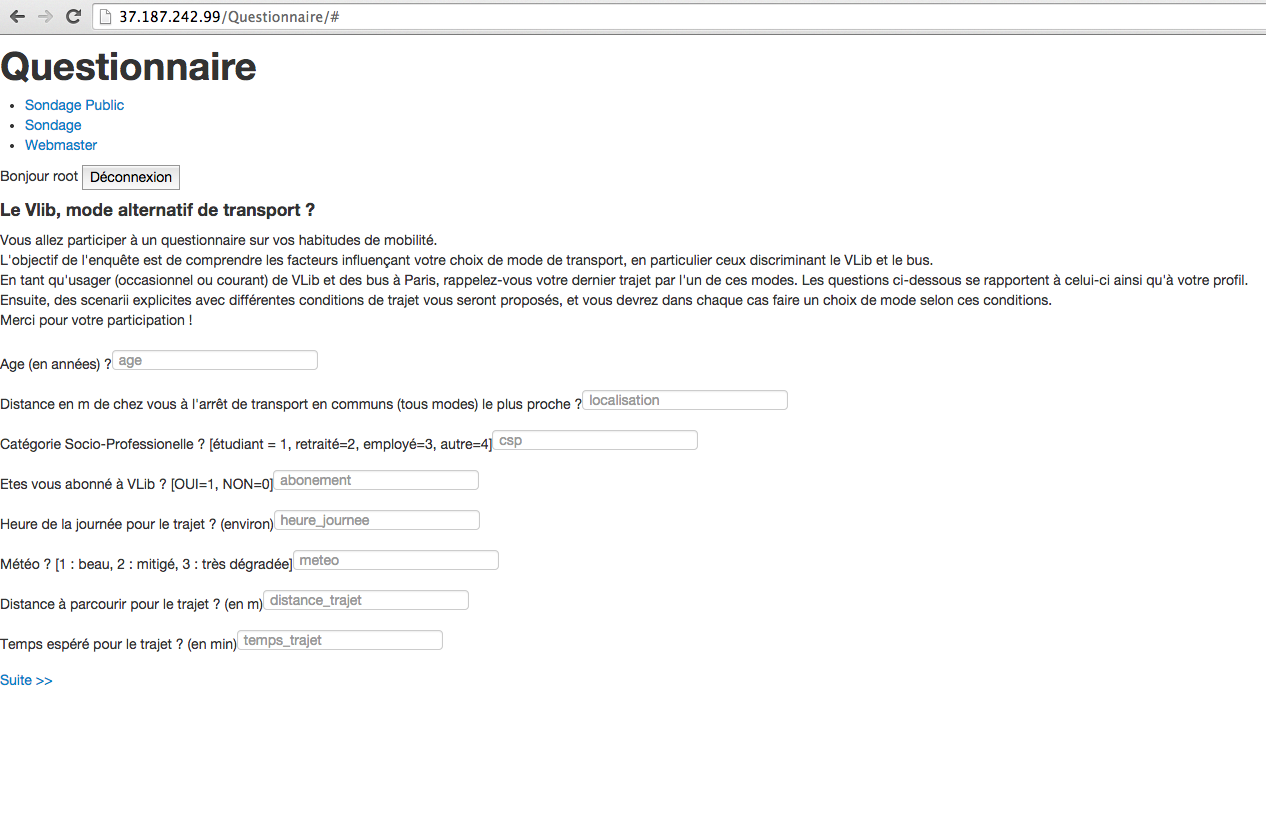 37.187.242.99/Questionnaire/#
Questionnaire
Sondage Public
Sondage
Webmaster
Bonjour root Déconnexion
Le Vlib, mode alternatif de transport ?
Vous allez participer à un questionnaire sur vos habitudes de mobilité.
L'objectif de l'enquête est de comprendre les facteurs influençant votre choix de mode de transport, en particulier ceux discriminant le VLib et le bus.
En tant qu'usager (occasionnel ou courant) de VLib et des bus à Paris, rappelez-vous votre dernier trajet par l'un de ces modes. Les questions ci-dessous se rapportent à celui-ci ainsi qu'à votre profil.
Ensuite, des scenarii explicites avec différentes conditions de trajet vous seront proposés, et vous devrez dans chaque cas faire un choix de mode selon ces conditions.
Merci pour votre participation !
Age (en années) ? age
Distance en m de chez vous à l'arrêt de transport en communs (tous modes) le plus proche ? localisation
Catégorie Socio-Professionelle ? [étudiant = 1, retraité=2, employé=3, autre=4] csp
Etes vous abonné à VLib ? [OUI=1, NON=0] abonement
Heure de la journée pour le trajet ? (environ) heure_journee
Météo ? [1 : beau, 2 : mitigé, 3 : très dégradée] meteo
Distance à parcourir pour le trajet ? (en m) distance_trajet
Temps espéré pour le trajet ? (en min) temps_trajet
Suite >>